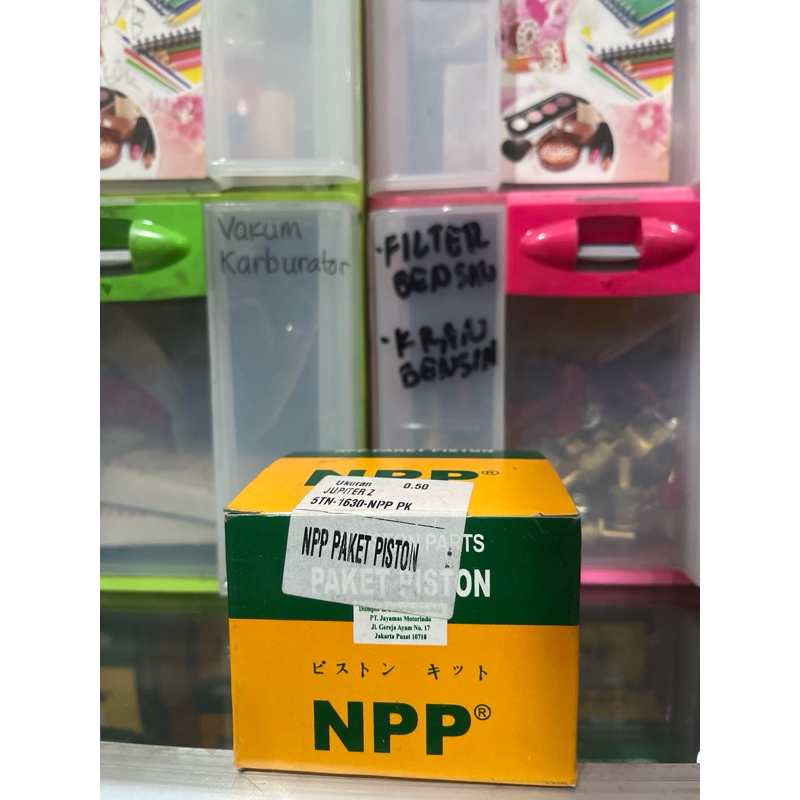 Vakum
Karburator
·FILTER
BENSIN
·KRAN
BENSIN
NPP PAKET PISTON
NPP®
Ukuran 0.50
JUPITER Z
5TN-1630-NPP PK
NPP PAKET PISTON
PARTS
PAKET PISTON
PT. Jayamas Motorindo
Jl. Gereja Ayam No. 17
Jakarta Pusat 10710
ピストン キット
NPP®